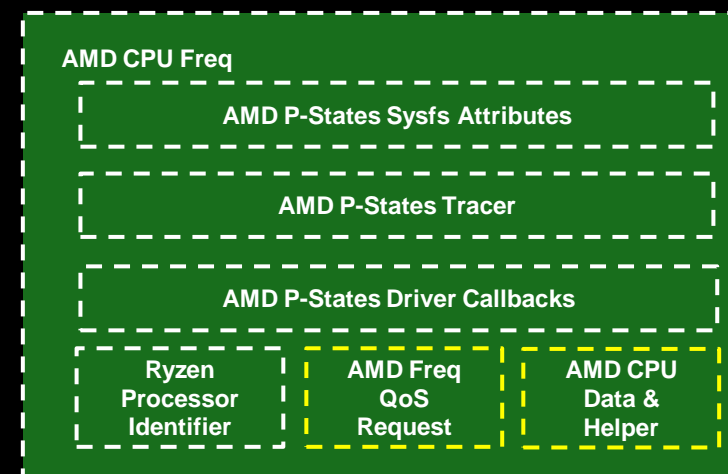 AMD CPU Freq
AMD P-States Sysfs Attributes
AMD P-States Tracer
AMD P-States Driver Callbacks
Ryzen
Processor
Identifier
AMD Freq
QoS
Request
AMD CPU
Data &
Helper